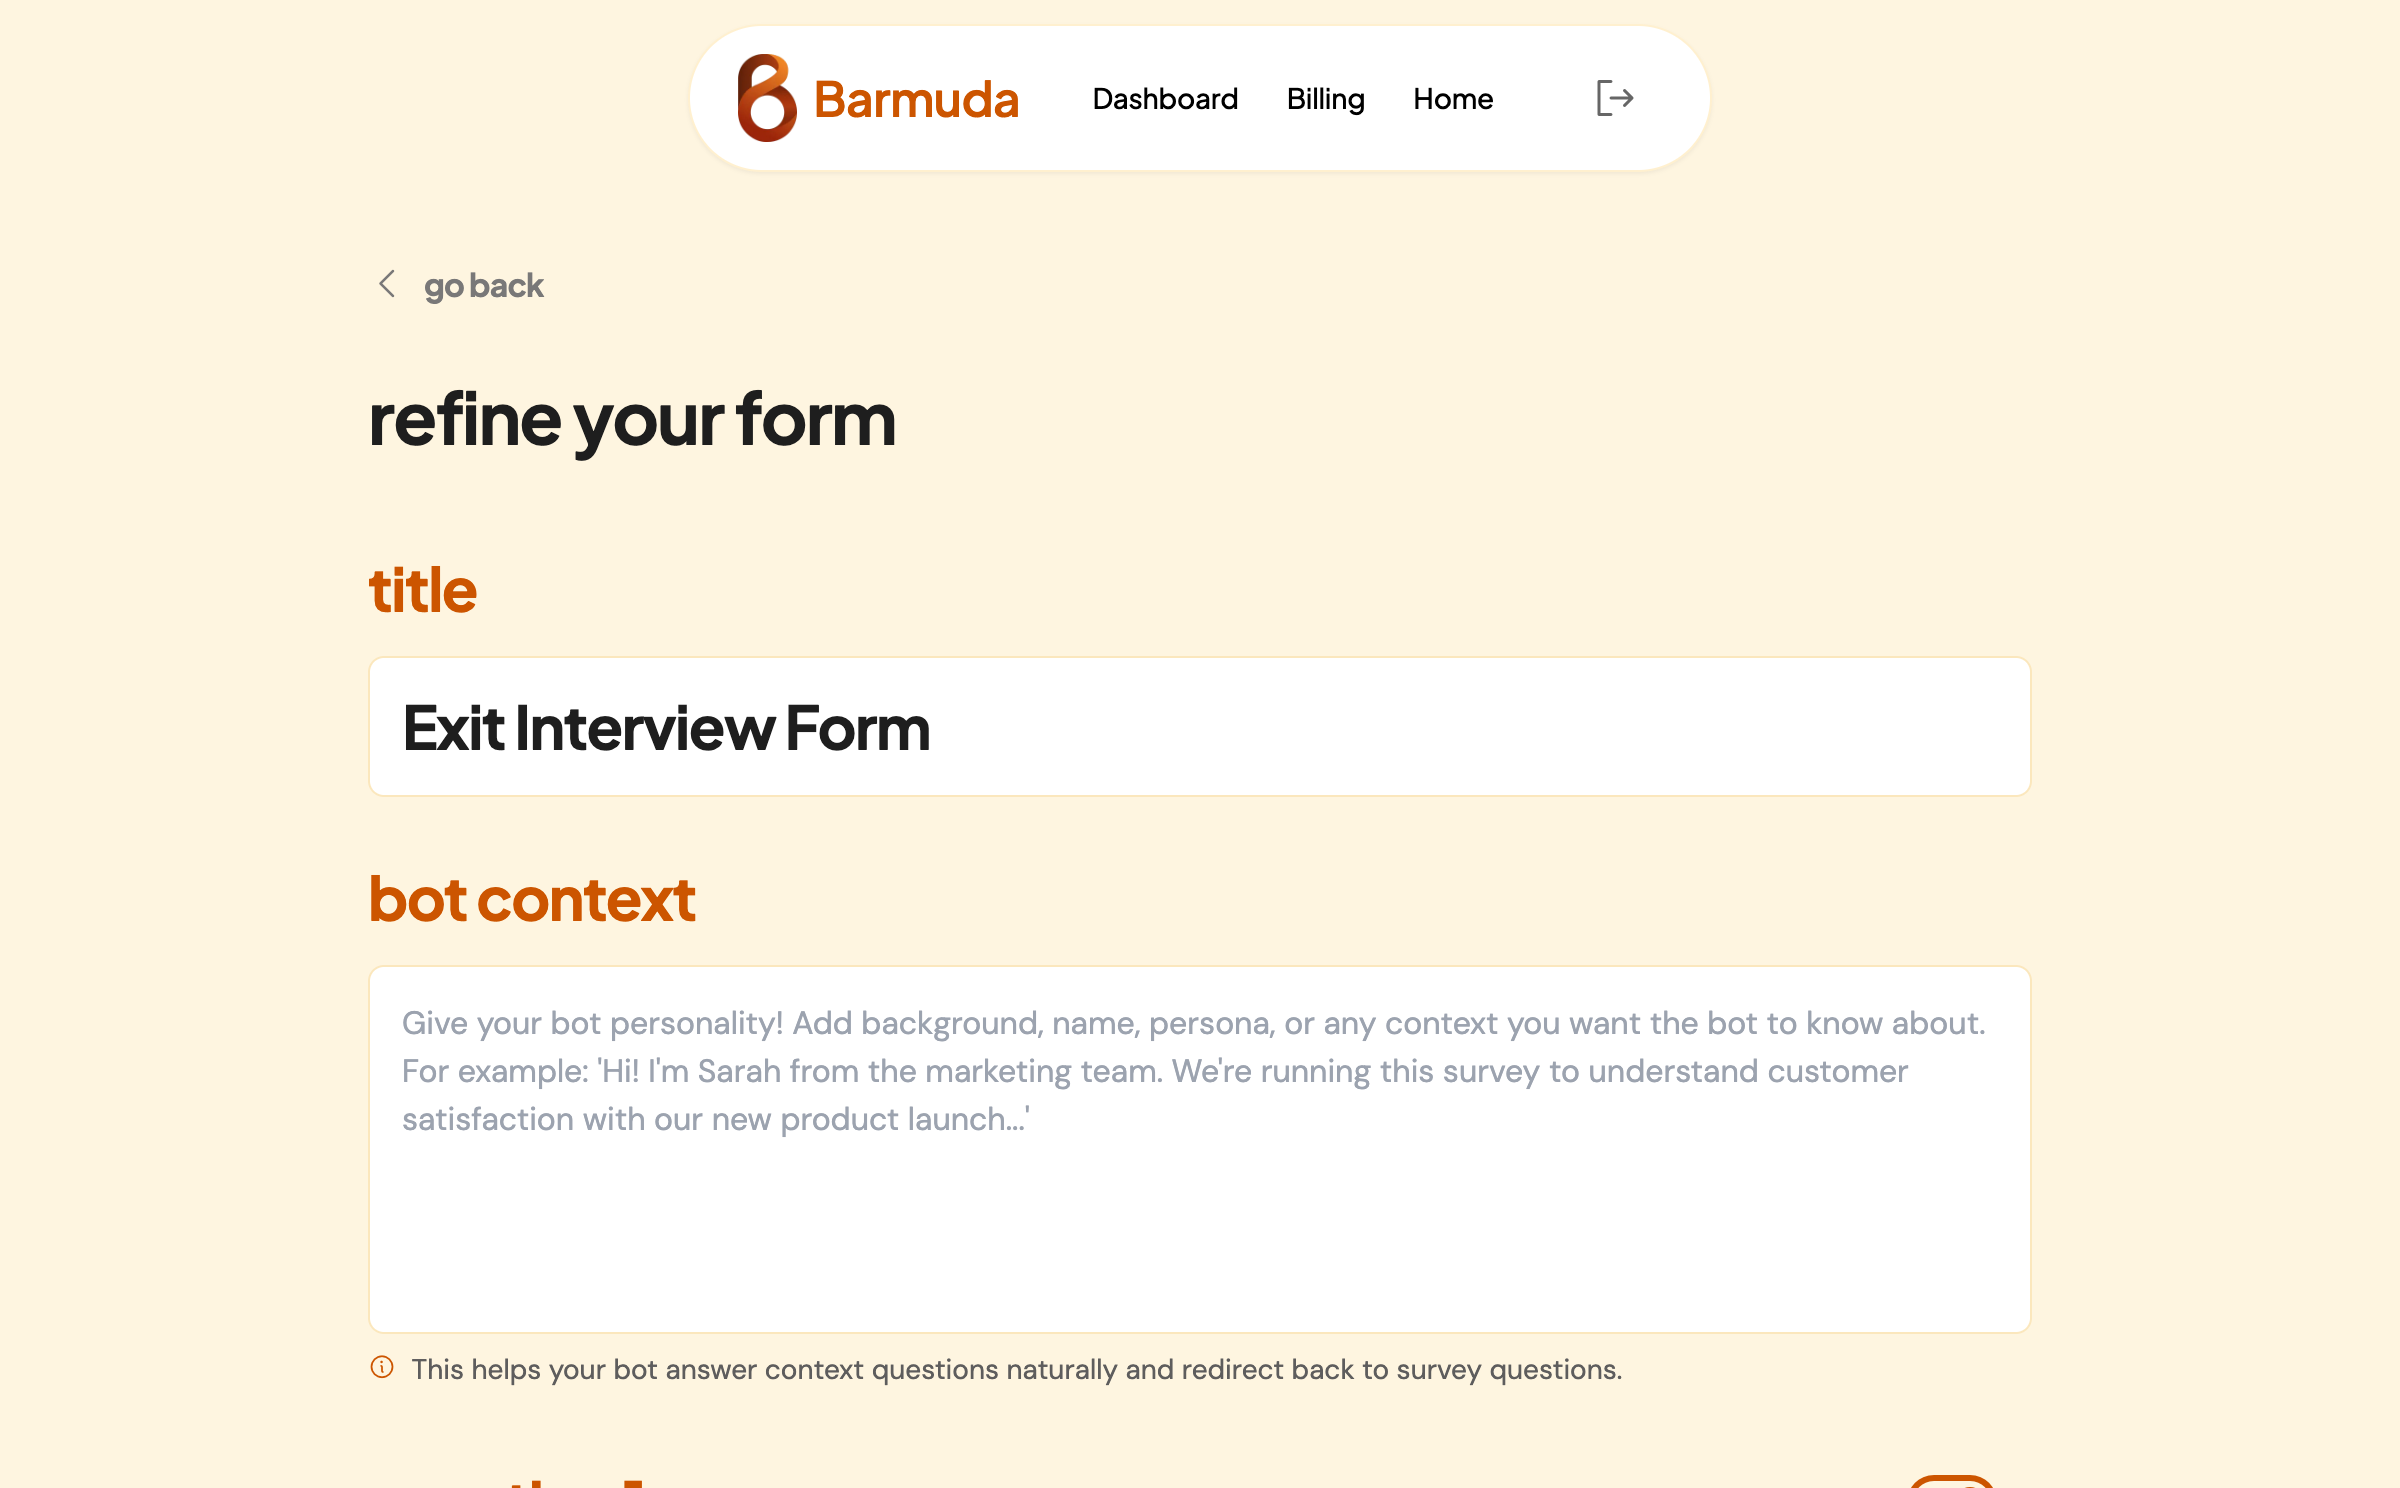 Barmuda
Dashboard
Billing
Home
go back
refine your form
title
Exit Interview Form
bot context
Give your bot personality! Add background, name, persona, or any context you want the bot to know about.
For example: 'Hi! I'm Sarah from the marketing team. We're running this survey to understand customer
satisfaction with our new product launch...'
This helps your bot answer context questions naturally and redirect back to survey questions.